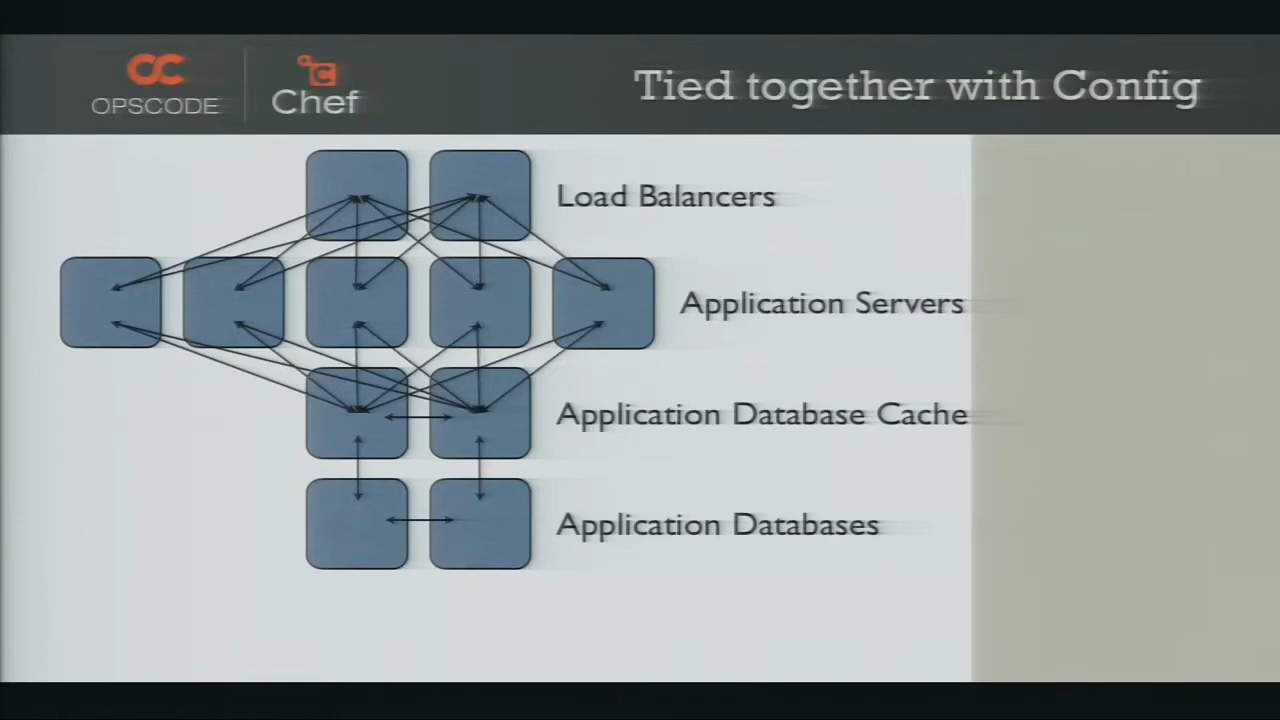 OPSCODE
Chef
Tied together with Config
Load Balancers
Application Servers
Application Database Cache
Application Databases